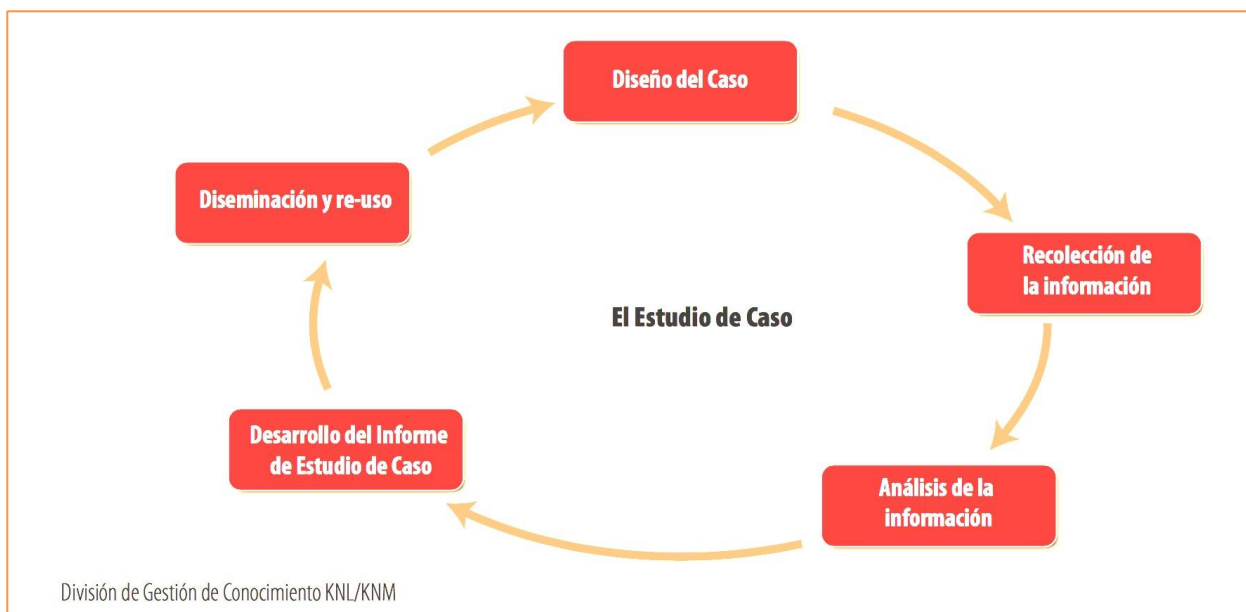 Diseño del Caso
Recolección de
la información
Análisis de la
información
Desarrollo del Informe
de Estudio de Caso
Diseminación y re-uso
El Estudio de Caso
División de Gestión de Conocimiento KNL/KNM